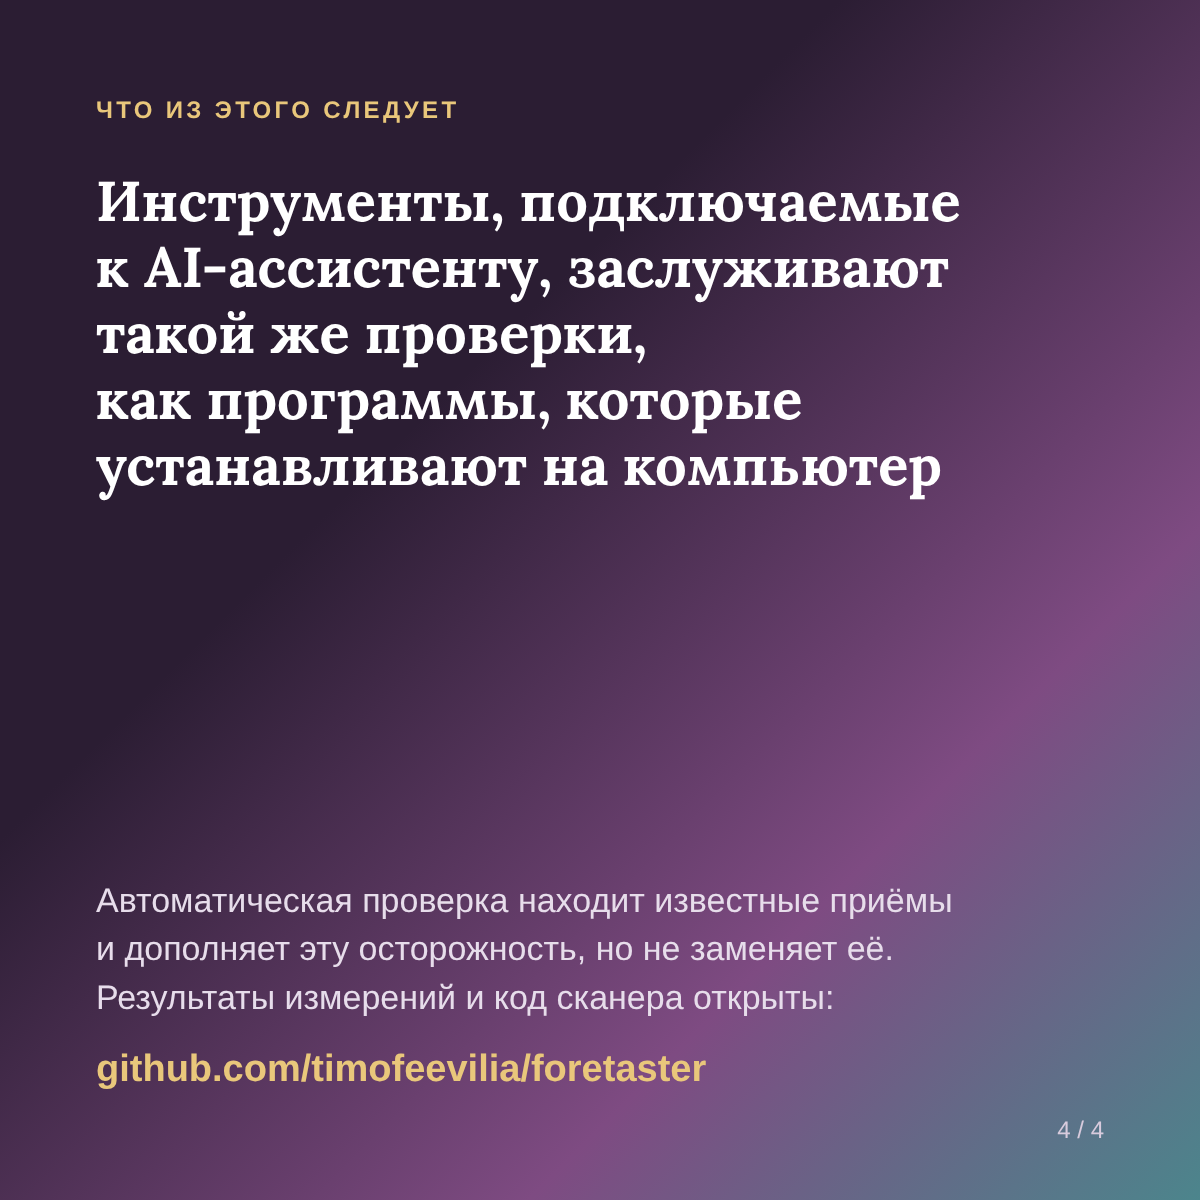 ЧТО ИЗ ЭТОГО СЛЕДУЕТ
Инструменты, подключаемые
к AI-ассистенту, заслуживают
такой же проверки,
как программы, которые
устанавливают на компьютер
Автоматическая проверка находит известные приёмы
и дополняет эту осторожность, но не заменяет её.
Результаты измерений и код сканера открыты:
github.com/timofeevilia/foretaster
4 / 4